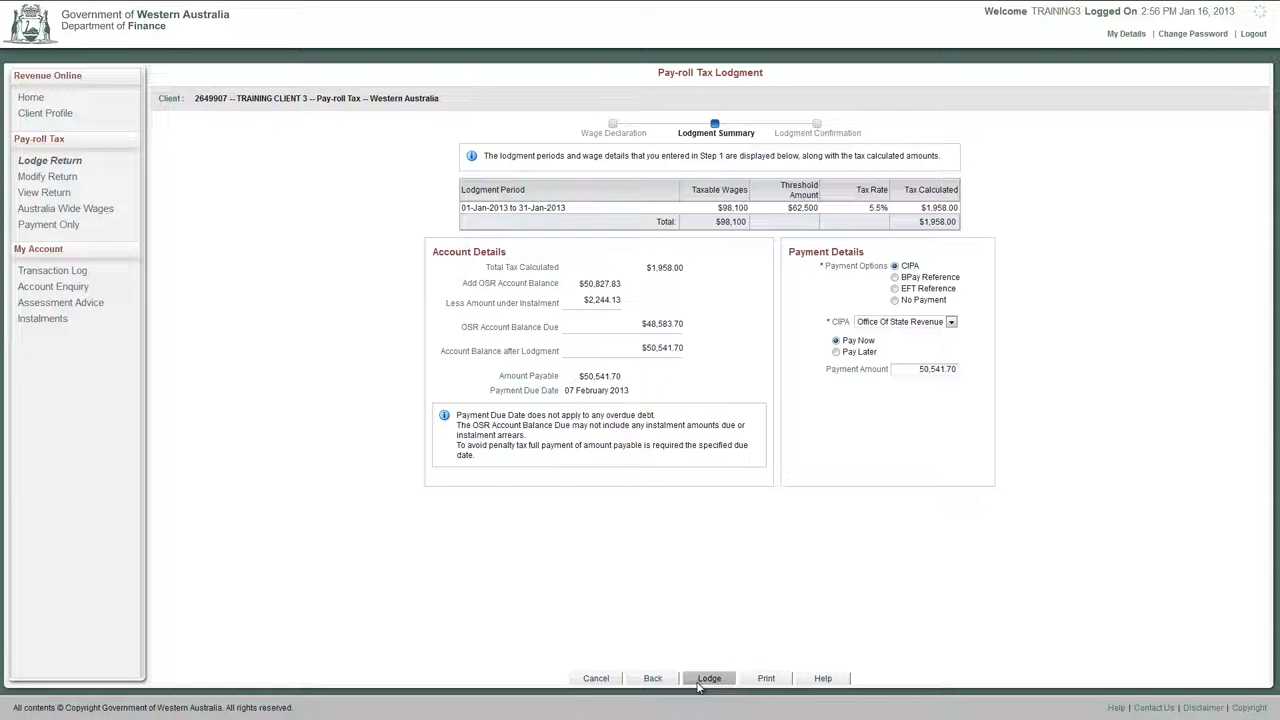 Government of Western Australia
Department of Finance
Welcome TRAINING3 Logged On 2:56 PM Jan 16, 2013
My Details | Change Password | Logout
Revenue Online
Home
Client Profile
Pay-roll Tax
Lodge Return
Modify Return
View Return
Australia Wide Wages
Payment Only
My Account
Transaction Log
Account Enquiry
Assessment Advice
Instalments
Pay-roll Tax Lodgment
Client : 2649907 -- TRAINING CLIENT 3 -- Pay-roll Tax -- Western Australia
Wage Declaration Lodgment Summary Lodgment Confirmation
The lodgment periods and wage details that you entered in Step 1 are displayed below, along with the tax calculated amounts.
Lodgment Period Taxable Wages Threshold Amount Tax Rate Tax Calculated
01-Jan-2013 to 31-Jan-2013 $98,100 $62,500 5.5% $1,958.00
Total: $98,100 $1,958.00
Account Details
Total Tax Calculated $1,958.00
Add OSR Account Balance $50,827.83
Less Amount under Instalment $2,244.13
OSR Account Balance Due $48,583.70
Account Balance after Lodgment $50,541.70
Amount Payable $50,541.70
Payment Due Date 07 February 2013
Payment Due Date does not apply to any overdue debt.
The OSR Account Balance Due may not include any instalment amounts due or
instalment arrears.
To avoid penalty tax full payment of amount payable is required the specified due
date.
Payment Details
* Payment Options CIPA
BPay Reference
EFT Reference
No Payment
* CIPA Office Of State Revenue
Pay Now
Pay Later
Payment Amount 50,541.70
Cancel Back Lodge Print Help
All contents © Copyright Government of Western Australia. All rights reserved.
Help | Contact Us | Disclaimer | Copyright